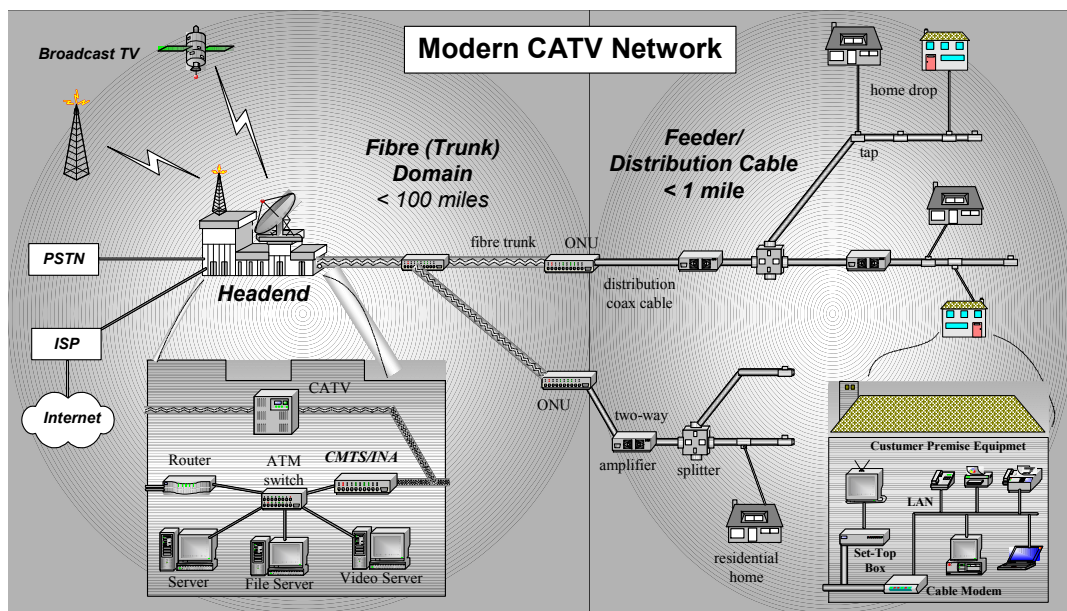 Modern CATV Network
Broadcast TV
Fibre (Trunk)
Domain
< 100 miles
Feeder/
Distribution Cable
< 1 mile
home drop
tap
fibre trunk
ONU
distribution
coax cable
PSTN
Headend
ISP
Internet
CATV
CMTS/INA
Router
ATM
switch
Server
File Server
Video Server
ONU
two-way
amplifier
splitter
residential
home
Custumer Premise Equipmet
LAN
Set-Top
Box
Cable Modem